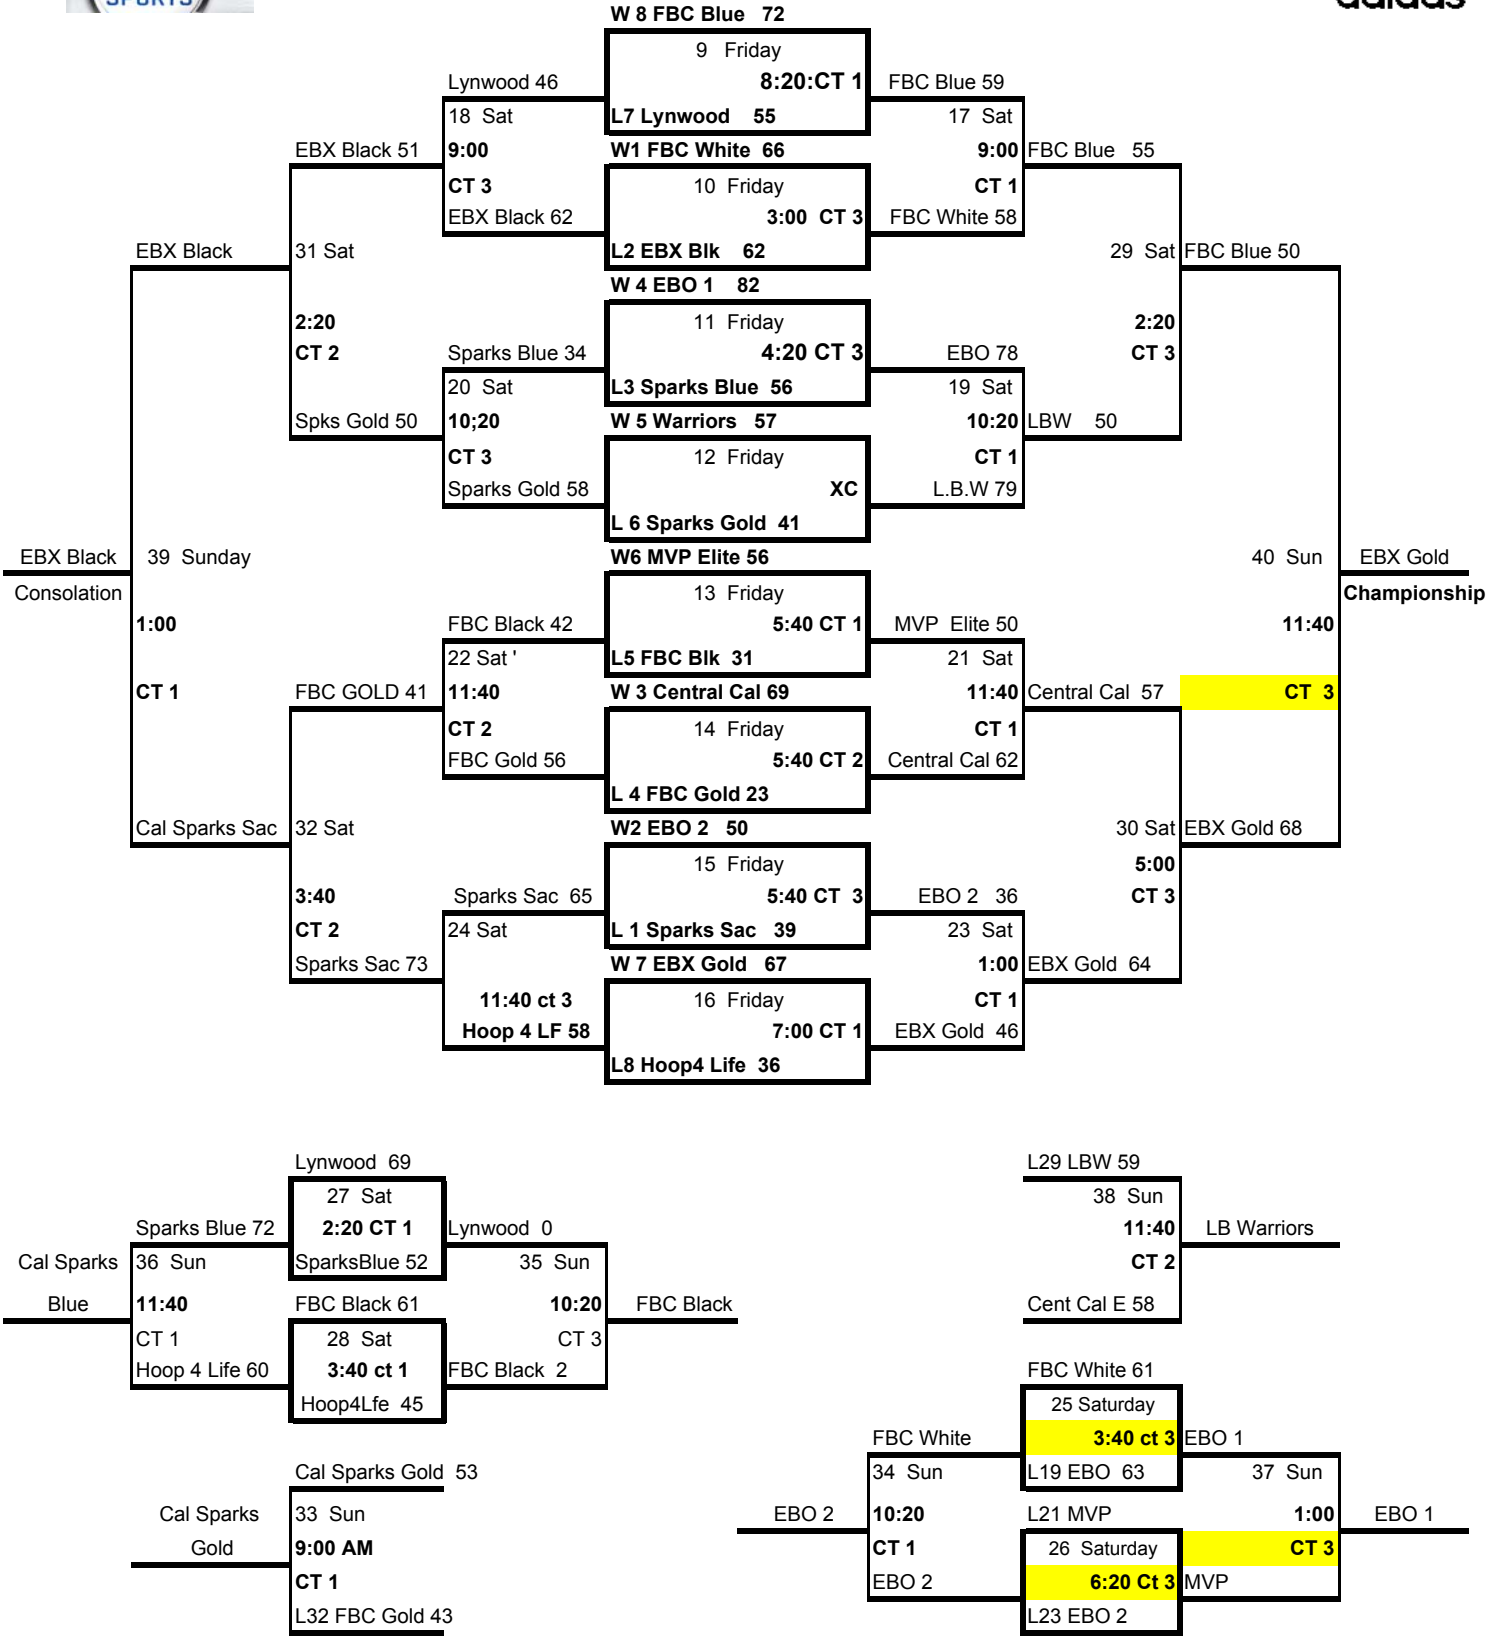 SPORTS
adidas
W 8 FBC Blue 72
9 Friday
Lynwood 46
8:20:CT 1
FBC Blue 59
18 Sat
L7 Lynwood 55
17 Sat
EBX Black 51
9:00
W1 FBC White 66
9:00
FBC Blue 55
CT 3
10 Friday
CT 1
EBX Black 62
3:00 CT 3
FBC White 58
EBX Black
31 Sat
L2 EBX Blk 62
29 Sat
FBC Blue 50
W 4 EBO 1 82
2:20
11 Friday
2:20
CT 2
Sparks Blue 34
4:20 CT 3
EBO 78
CT 3
20 Sat
L3 Sparks Blue 56
19 Sat
Spks Gold 50
10;20
W 5 Warriors 57
10:20
LBW 50
CT 3
12 Friday
CT 1
Sparks Gold 58
XC
L.B.W 79
L 6 Sparks Gold 41
EBX Black
39 Sunday
W6 MVP Elite 56
40 Sun
EBX Gold
Consolation
13 Friday
Championship
1:00
FBC Black 42
5:40 CT 1
MVP Elite 50
11:40
22 Sat '
L5 FBC Blk 31
21 Sat
CT 1
FBC GOLD 41
11:40
W 3 Central Cal 69
11:40
Central Cal 57
CT 3
CT 2
14 Friday
CT 1
FBC Gold 56
5:40 CT 2
Central Cal 62
L 4 FBC Gold 23
Cal Sparks Sac
32 Sat
W2 EBO 2 50
30 Sat
EBX Gold 68
15 Friday
5:00
3:40
Sparks Sac 65
5:40 CT 3
EBO 2 36
CT 3
CT 2
24 Sat
L 1 Sparks Sac 39
23 Sat
Sparks Sac 73
W 7 EBX Gold 67
1:00
EBX Gold 64
11:40 ct 3
16 Friday
CT 1
Hoop 4 LF 58
7:00 CT 1
EBX Gold 46
L8 Hoop4 Life 36
Lynwood 69
L29 LBW 59
27 Sat
38 Sun
Sparks Blue 72
2:20 CT 1
Lynwood 0
11:40
LB Warriors
Cal Sparks
36 Sun
SparksBlue 52
35 Sun
CT 2
Blue
11:40
FBC Black 61
10:20
FBC Black
Cent Cal E 58
CT 1
28 Sat
CT 3
Hoop 4 Life 60
3:40 ct 1
FBC Black 2
FBC White 61
Hoop4Lfe 45
25 Saturday
FBC White
3:40 ct 3
EBO 1
Cal Sparks Gold 53
34 Sun
L19 EBO 63
37 Sun
Cal Sparks
33 Sun
EBO 2
10:20
L21 MVP
1:00
EBO 1
Gold
9:00 AM
CT 1
26 Saturday
CT 3
CT 1
EBO 2
6:20 Ct 3
MVP
L32 FBC Gold 43
L23 EBO 2